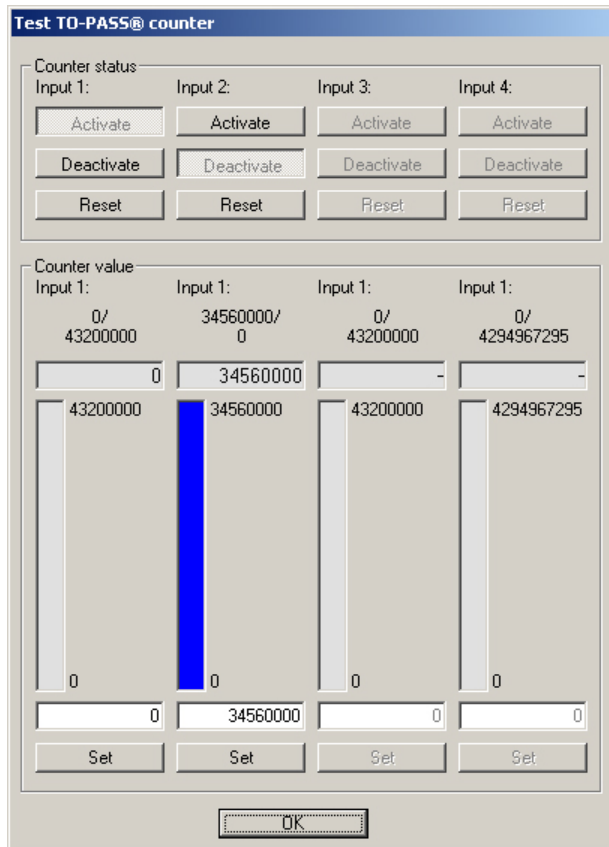 Test TO-PASS® counter
Counter status
Input 1: Input 2: Input 3: Input 4:
Activate Activate Activate Activate
Deactivate Deactivate Deactivate Deactivate
Reset Reset Reset Reset
Counter value
Input 1: Input 1: Input 1: Input 1:
0/ 34560000/ 0/ 0/
43200000 0 43200000 4294967295
0 34560000 - -
43200000 34560000 43200000 4294967295
0 0 0 0
0 34560000 0 0
Set Set Set Set
OK